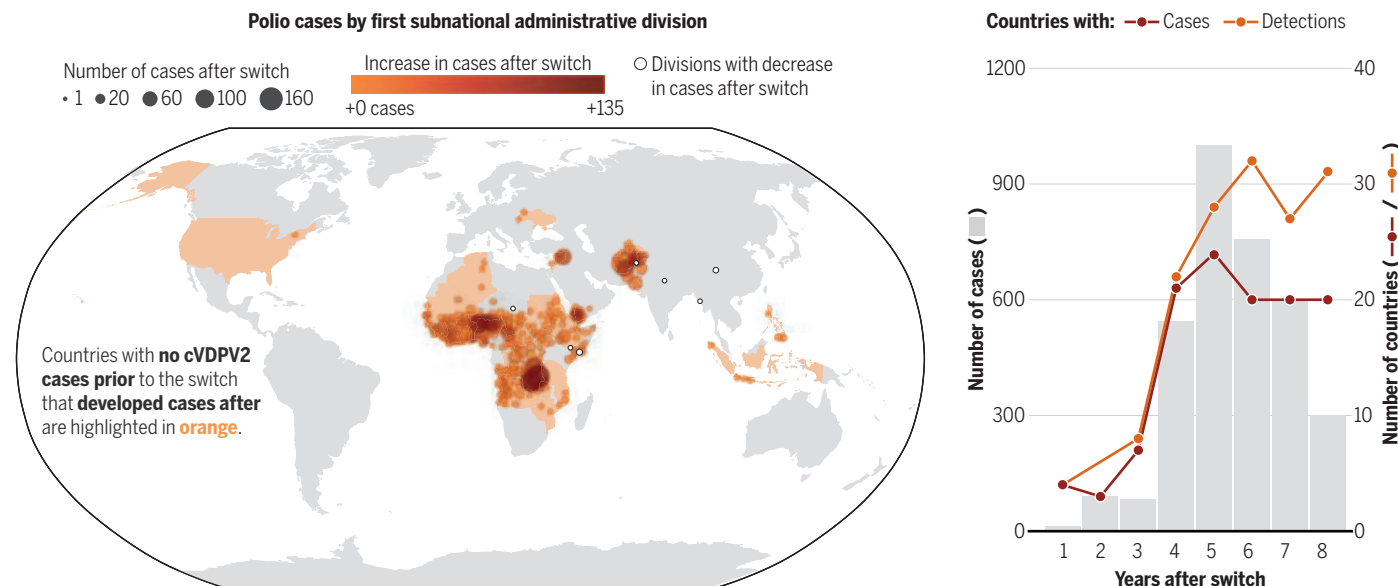 Polio cases by first subnational administrative division
Number of cases after switch
1 20 60 100 160
Increase in cases after switch
+0 cases +135
Divisions with decrease
in cases after switch
Countries with no cVDPV2
cases prior to the switch
that developed cases after
are highlighted in orange.
Countries with: Cases Detections
Number of cases ( )
1200
900
600
300
0
40
30
20
10
0
Number of countries ( / )
1 2 3 4 5 6 7 8
Years after switch